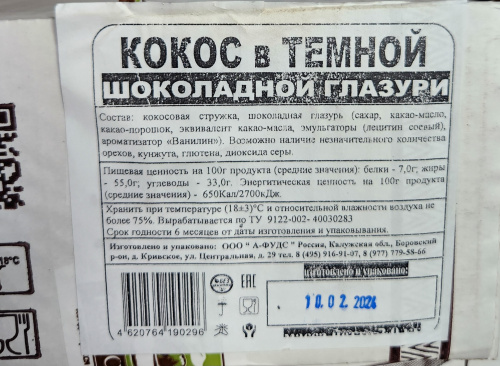 КОКОС в ТЕМНОЙ
ШОКОЛАДНОЙ ГЛАЗУРИ
Состав: кокосовая стружка, шоколадная глазурь (сахар, какао-масло,
какао-порошок, эквивалент какао-масла, эмульгаторы (лецитин соевый),
ароматизатор «Ванилин»). Возможно наличие незначительного количества
орехов, кунжута, глютена, диоксида серы.
Пищевая ценность на 100г продукта (средние значения): белки - 7,0г; жиры
- 55,0г; углеводы - 33,0г. Энергетическая ценность на 100г продукта
(средние значения) - 650Кал/2700кДж.
Хранить при температуре (18±3)°С и относительной влажности воздуха не
более 75%. Вырабатывается по ТУ 9122-002- 40030283
Срок годности 6 месяцев от даты изготовления и упаковывания.
Изготовлено и упаковано: ООО " А-ФУДС " Россия, Калужская обл., Боровский
р-он, д. Кривское, ул. Центральная, д. 29 тел. 8 (495) 916-91-07, 8 (977) 779-58-66
изготовлено и упаковано:
10.02.2024
4 620764 190296
EAC
18°C